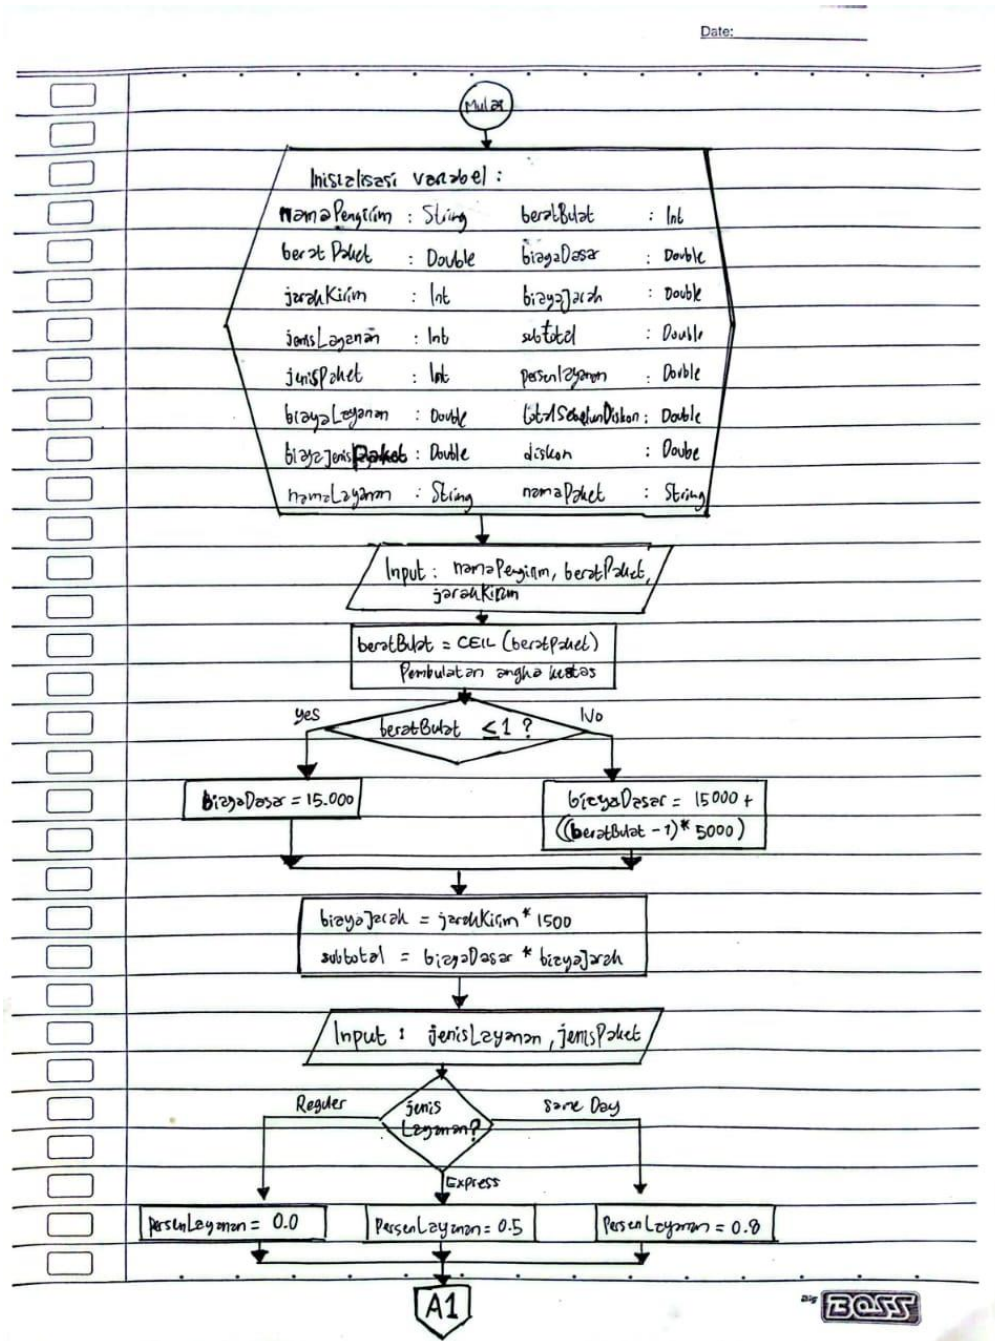 Date:
Mulai
Inisialisasi variabel :
namaPengirim : String beratBulat : Int
beratPaket : Double biayaDasar : Double
jarakKirim : Int biayaJarak : Double
jenisLayanan : Int subtotal : Double
jenisPaket : Int persenLayanan : Double
biayaLayanan : Double totalSebelumDiskon : Double
biayaJenisPaket : Double diskon : Doube
namaLayanan : String namaPaket : String
Input : namaPengirim, beratPaket,
jarakKirim
beratBulat = CEIL (beratPaket)
Pembulatan angka keatas
beratBulat ≤ 1 ?
yes
No
biayaDasar = 15.000
biayaDasar = 15000 +
((beratBulat - 1) * 5000)
biayaJarak = jarakKirim * 1500
subtotal = biayaDasar * biayaJarak
Input : jenisLayanan , jenisPaket
jenis
Layanan?
Reguler
Same Day
Express
PersenLayanan = 0.0
PersenLayanan = 0.5
PersenLayanan = 0.8
A1
Big BOSS